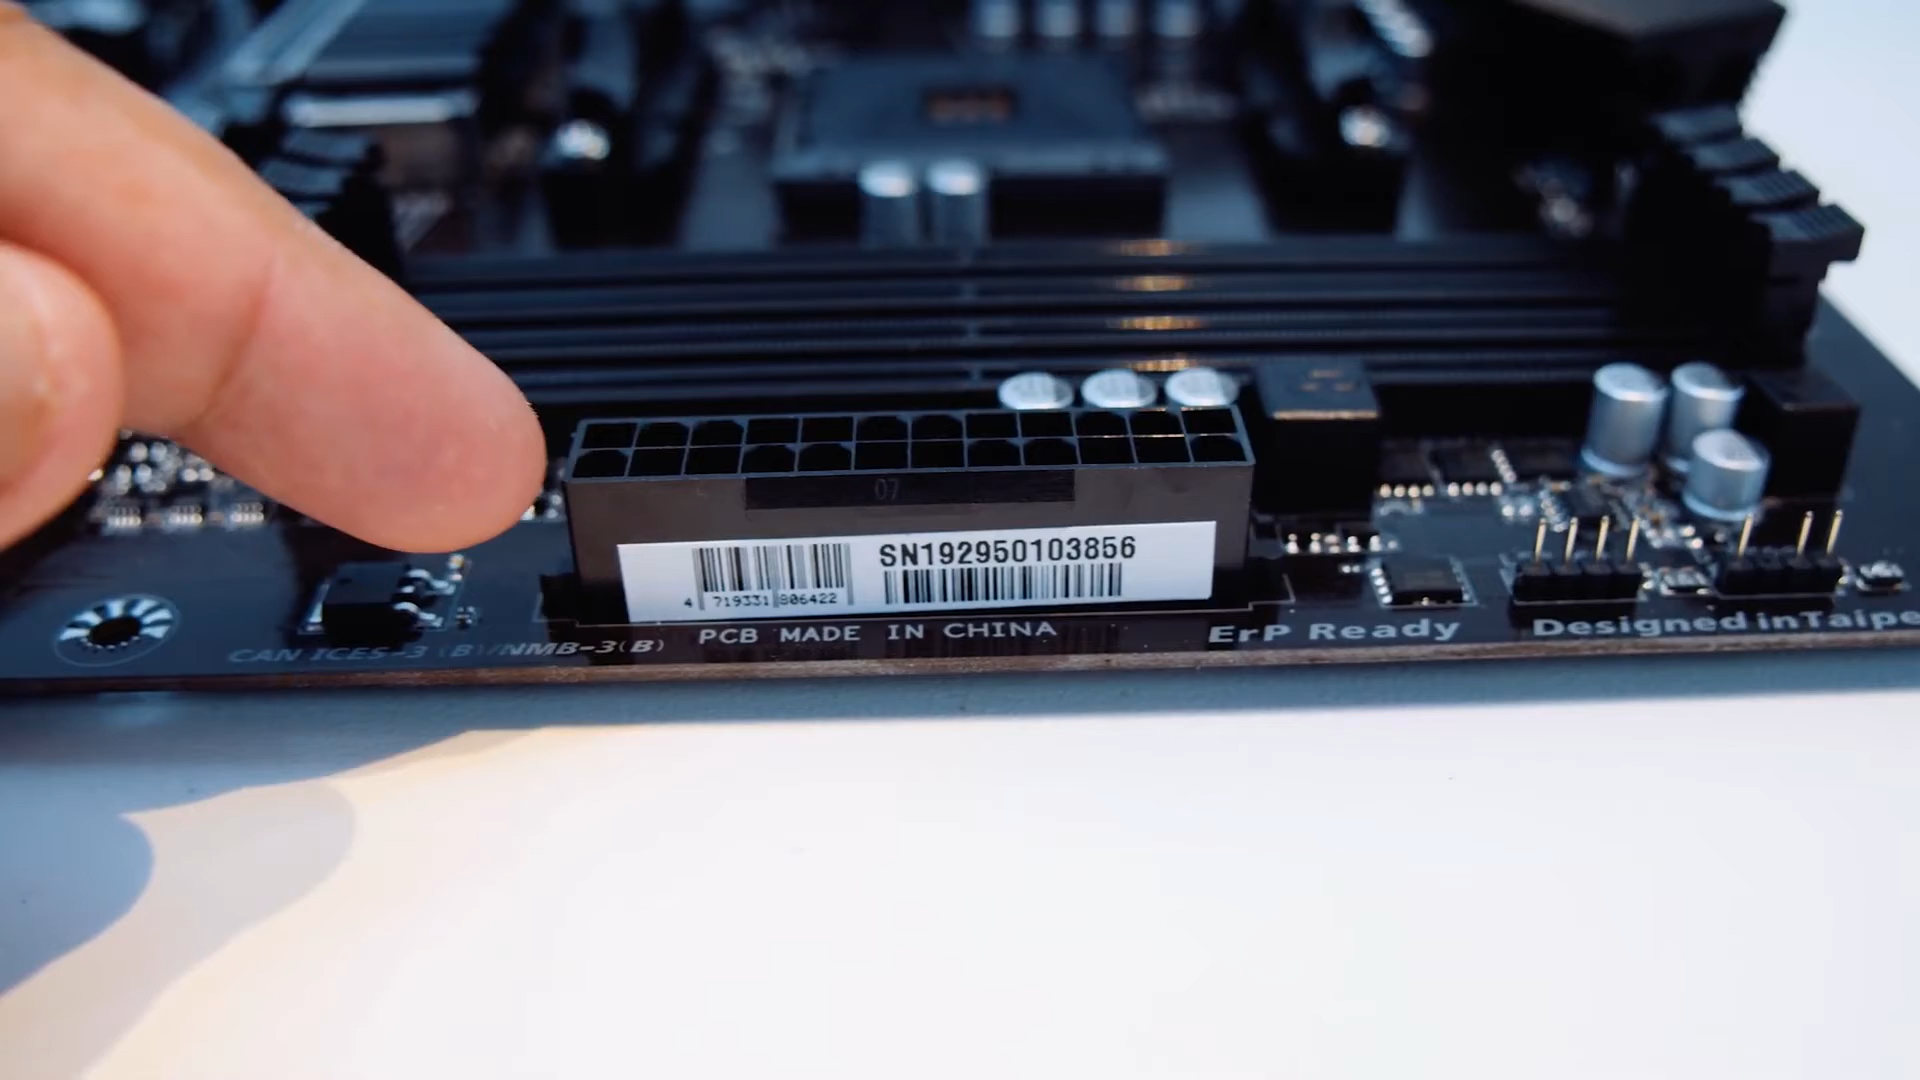 07
SN192950103856
4 719331 806422
PCB MADE IN CHINA
CAN ICES-3 (B)/NMB-3(B)
ErP Ready
Designed in Taipe